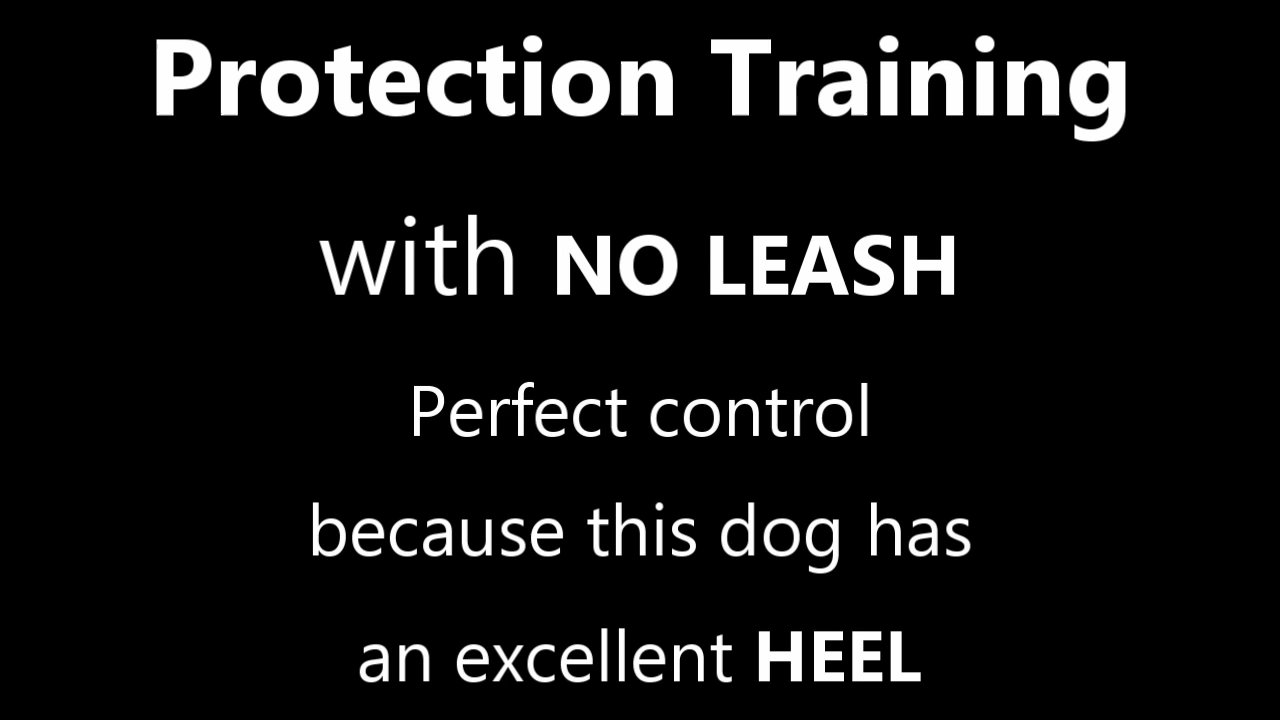 Protection Training
with NO LEASH
Perfect control
because this dog has
an excellent HEEL